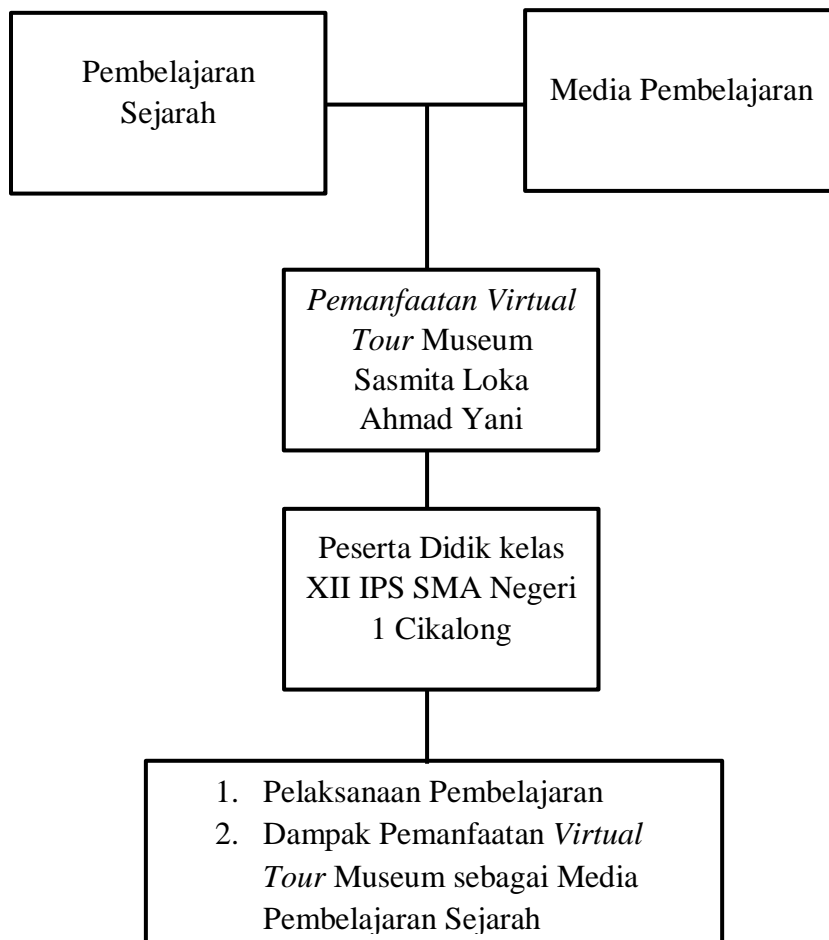 Pembelajaran
Sejarah
Media Pembelajaran
Pemanfaatan Virtual
Tour Museum
Sasmita Loka
Ahmad Yani
Peserta Didik kelas
XII IPS SMA Negeri
1 Cikalong
1. Pelaksanaan Pembelajaran
2. Dampak Pemanfaatan Virtual
Tour Museum sebagai Media
Pembelajaran Sejarah